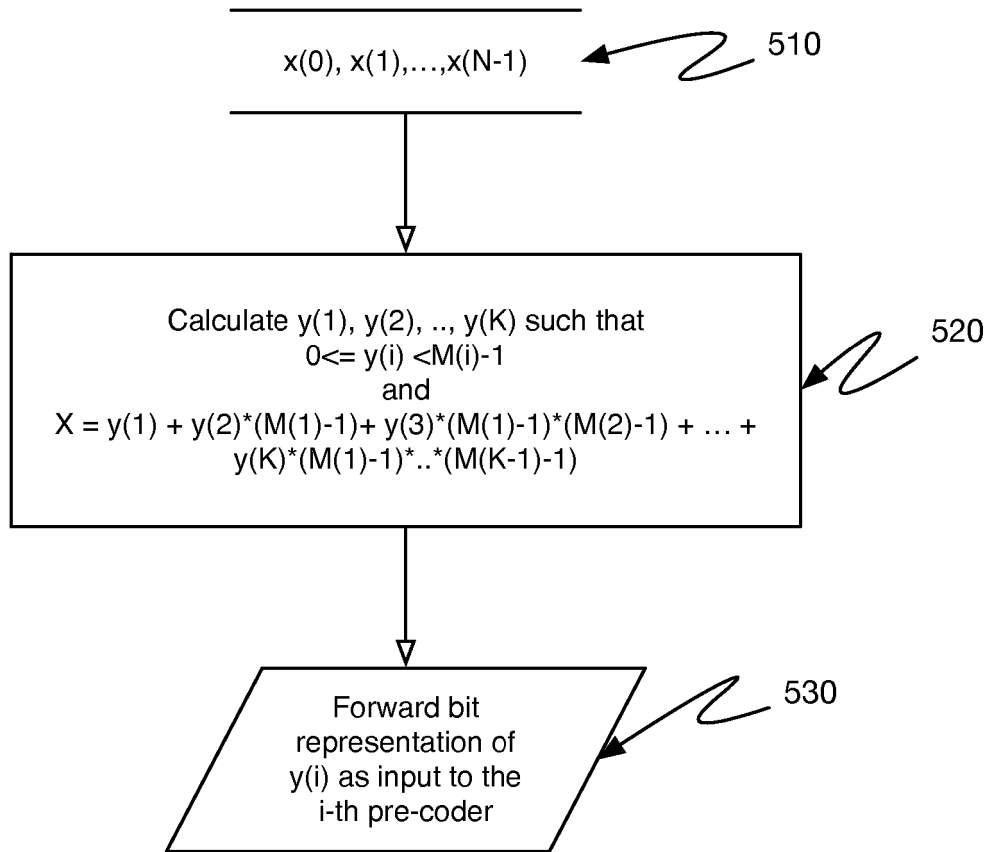 x(0), x(1),...,x(N-1)
510
Calculate y(1), y(2), .., y(K) such that
0<= y(i) <M(i)-1
and
X = y(1) + y(2)*(M(1)-1)+ y(3)*(M(1)-1)*(M(2)-1) + ... +
y(K)*(M(1)-1)*..*(M(K-1)-1)
520
Forward bit
representation of
y(i) as input to the
i-th pre-coder
530